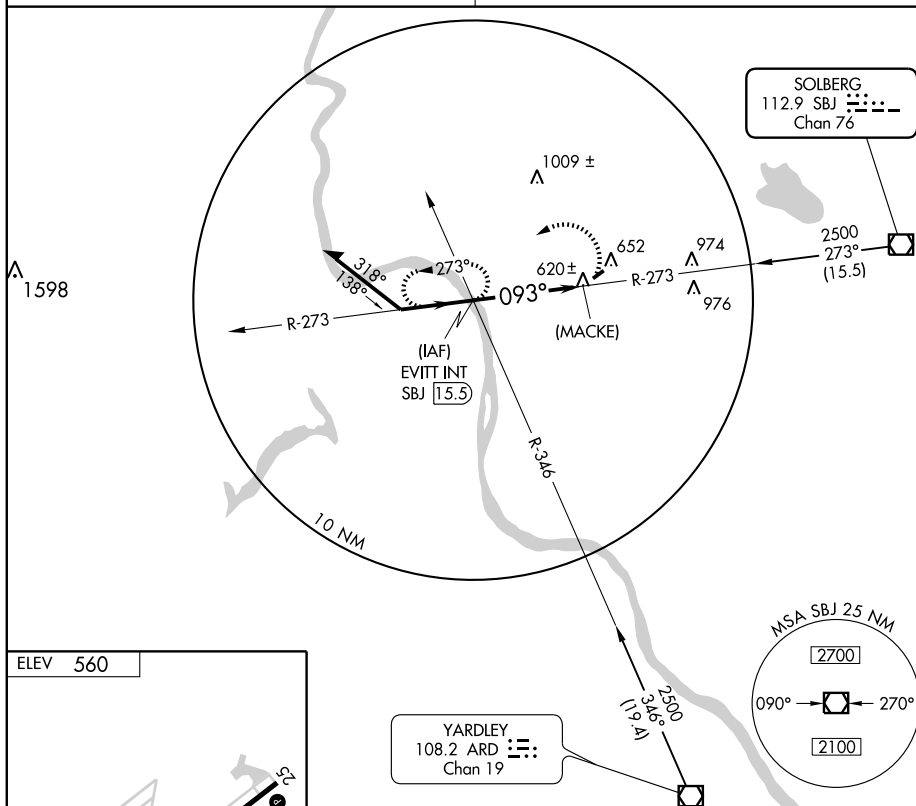 SOLBERG
112.9 SBJ
Chan 76
1009 ±
1598
318°
138°
273°
093°
620±
652
974
976
R-273
R-273
2500
273°
(15.5)
(MACKE)
(IAF)
EVITT INT
SBJ 15.5
R-346
10 NM
2500
346°
(19.4)
MSA SBJ 25 NM
2700
090°
270°
2100
ELEV 560
25
P
YARDLEY
108.2 ARD
Chan 19